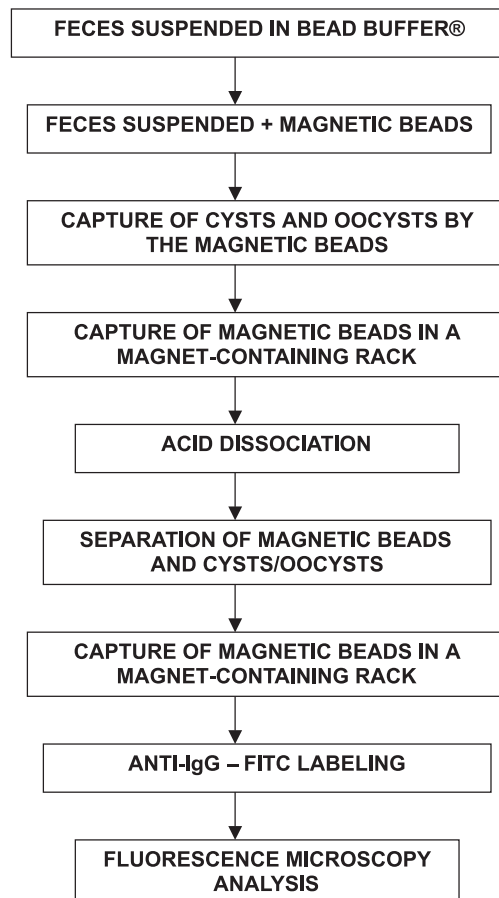 FECES SUSPENDED IN BEAD BUFFER®
FECES SUSPENDED + MAGNETIC BEADS
CAPTURE OF CYSTS AND OOCYSTS BY
THE MAGNETIC BEADS
CAPTURE OF MAGNETIC BEADS IN A
MAGNET-CONTAINING RACK
ACID DISSOCIATION
SEPARATION OF MAGNETIC BEADS
AND CYSTS/OOCYSTS
CAPTURE OF MAGNETIC BEADS IN A
MAGNET-CONTAINING RACK
ANTI-IgG – FITC LABELING
FLUORESCENCE MICROSCOPY
ANALYSIS